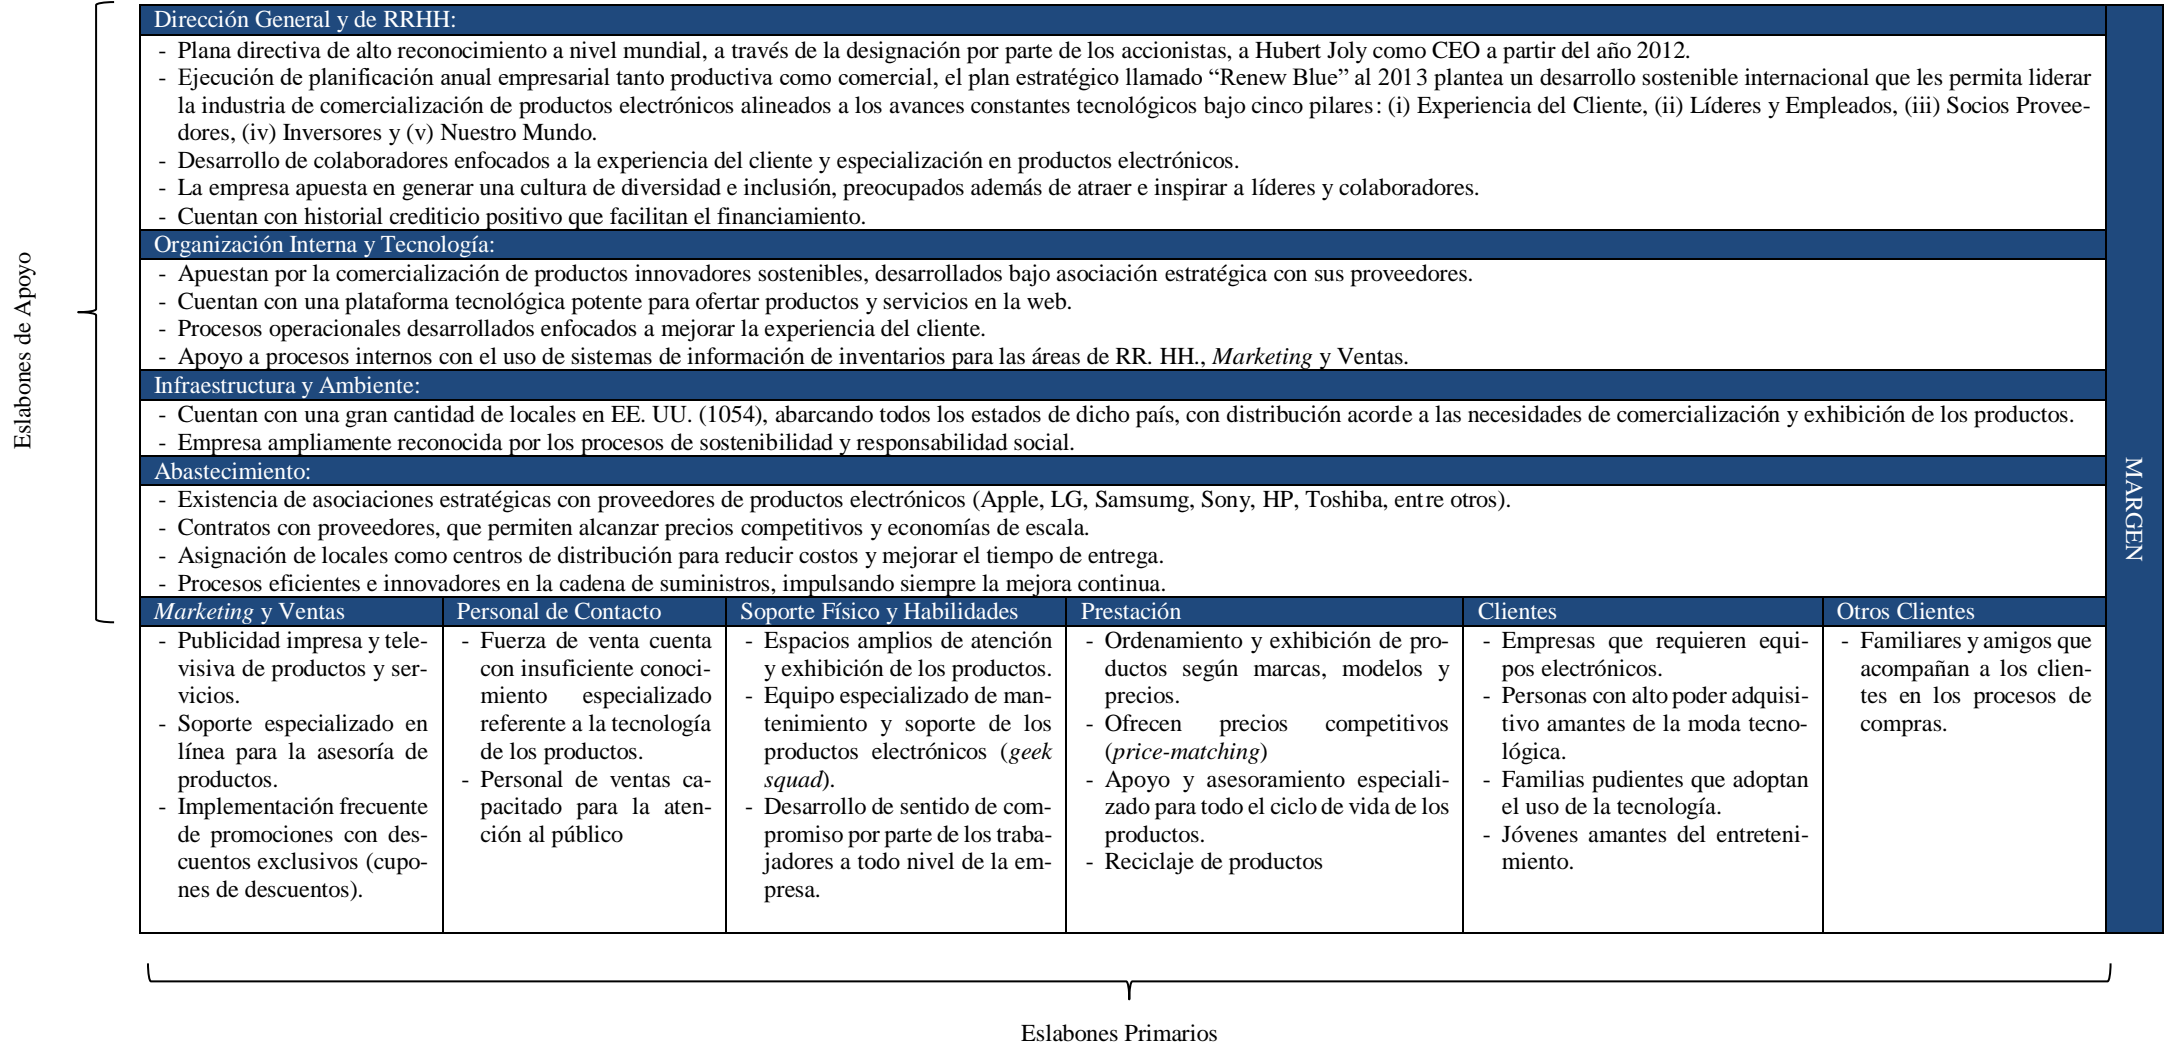 Dirección General y de RRHH:
- Plana directiva de alto reconocimiento a nivel mundial, a través de la designación por parte de los accionistas, a Hubert Joly como CEO a partir del año 2012.
- Ejecución de planificación anual empresarial tanto productiva como comercial, el plan estratégico llamado “Renew Blue” al 2013 plantea un desarrollo sostenible internacional que les permita liderar
la industria de comercialización de productos electrónicos alineados a los avances constantes tecnológicos bajo cinco pilares: (i) Experiencia del Cliente, (ii) Líderes y Empleados, (iii) Socios Provee-
dores, (iv) Inversores y (v) Nuestro Mundo.
- Desarrollo de colaboradores enfocados a la experiencia del cliente y especialización en productos electrónicos.
- La empresa apuesta en generar una cultura de diversidad e inclusión, preocupados además de atraer e inspirar a líderes y colaboradores.
- Cuentan con historial crediticio positivo que facilitan el financiamiento.
Organización Interna y Tecnología:
- Apuestan por la comercialización de productos innovadores sostenibles, desarrollados bajo asociación estratégica con sus proveedores.
- Cuentan con una plataforma tecnológica potente para ofertar productos y servicios en la web.
- Procesos operacionales desarrollados enfocados a mejorar la experiencia del cliente.
- Apoyo a procesos internos con el uso de sistemas de información de inventarios para las áreas de RR. HH., Marketing y Ventas.
Infraestructura y Ambiente:
- Cuentan con una gran cantidad de locales en EE. UU. (1054), abarcando todos los estados de dicho país, con distribución acorde a las necesidades de comercialización y exhibición de los productos.
- Empresa ampliamente reconocida por los procesos de sostenibilidad y responsabilidad social.
Abastecimiento:
- Existencia de asociaciones estratégicas con proveedores de productos electrónicos (Apple, LG, Samsumg, Sony, HP, Toshiba, entre otros).
- Contratos con proveedores, que permiten alcanzar precios competitivos y economías de escala.
- Asignación de locales como centros de distribución para reducir costos y mejorar el tiempo de entrega.
- Procesos eficientes e innovadores en la cadena de suministros, impulsando siempre la mejora continua.
Eslabones de Apoyo
MARGEN
Marketing y Ventas
- Publicidad impresa y tele-
visiva de productos y ser-
vicios.
- Soporte especializado en
línea para la asesoría de
productos.
- Implementación frecuente
de promociones con des-
cuentos exclusivos (cupo-
nes de descuentos).
Personal de Contacto
- Fuerza de venta cuenta
con insuficiente conoci-
miento especializado
referente a la tecnología
de los productos.
- Personal de ventas ca-
pacitado para la aten-
ción al público
Soporte Físico y Habilidades
- Espacios amplios de atención
y exhibición de los productos.
- Equipo especializado de man-
tenimiento y soporte de los
productos electrónicos (geek
squad).
- Desarrollo de sentido de com-
promiso por parte de los traba-
jadores a todo nivel de la em-
presa.
Prestación
- Ordenamiento y exhibición de pro-
ductos según marcas, modelos y
precios.
- Ofrecen precios competitivos
(price-matching)
- Apoyo y asesoramiento especiali-
zado para todo el ciclo de vida de los
productos.
- Reciclaje de productos
Clientes
- Empresas que requieren equi-
pos electrónicos.
- Personas con alto poder adquisi-
tivo amantes de la moda tecno-
lógica.
- Familias pudientes que adoptan
el uso de la tecnología.
- Jóvenes amantes del entreteni-
miento.
Otros Clientes
- Familiares y amigos que
acompañan a los clien-
tes en los procesos de
compras.
Eslabones Primarios